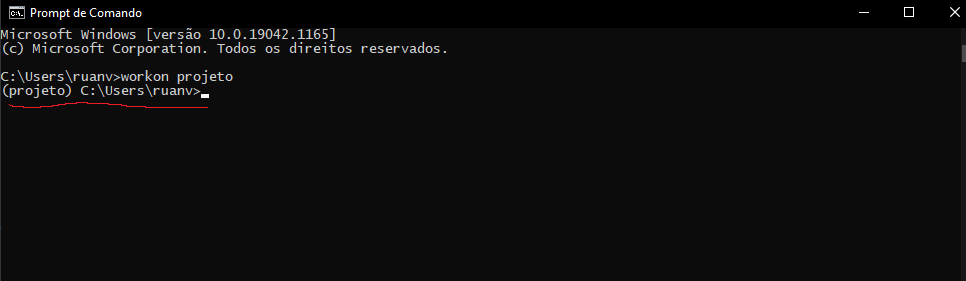 Prompt de Comando
Microsoft Windows [versão 10.0.19042.1165]
(c) Microsoft Corporation. Todos os direitos reservados.
C:\Users\ruanv>workon projeto
(projeto) C:\Users\ruanv>